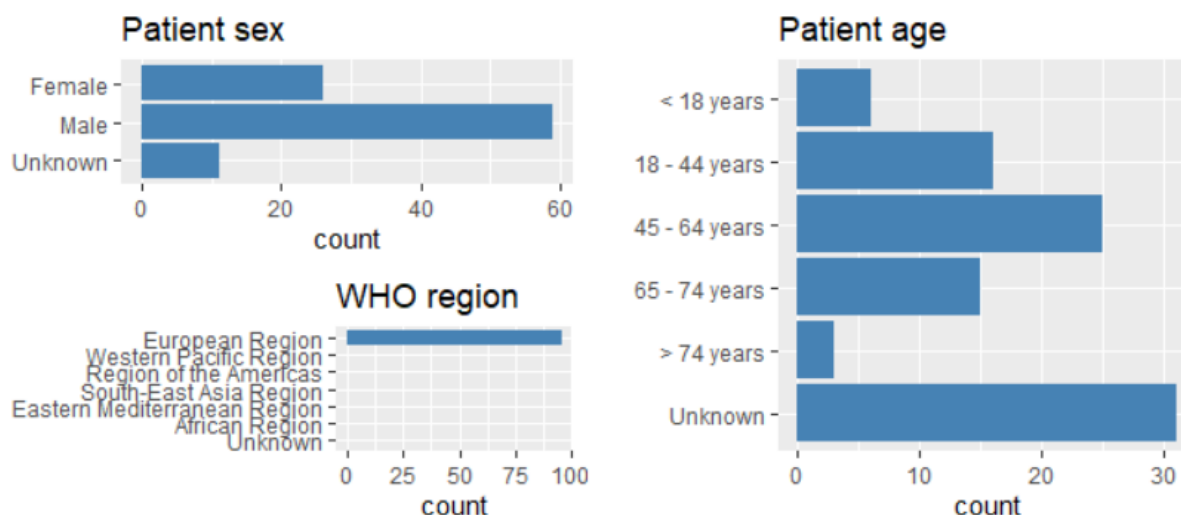 Patient sex
Female
Male
Unknown
0 20 40 60
count
WHO region
European Region
Western Pacific Region
Region of the Americas
South-East Asia Region
Eastern Mediterranean Region
African Region
Unknown
0 25 50 75 100
count
Patient age
< 18 years
18 - 44 years
45 - 64 years
65 - 74 years
> 74 years
Unknown
0 10 20 30
count